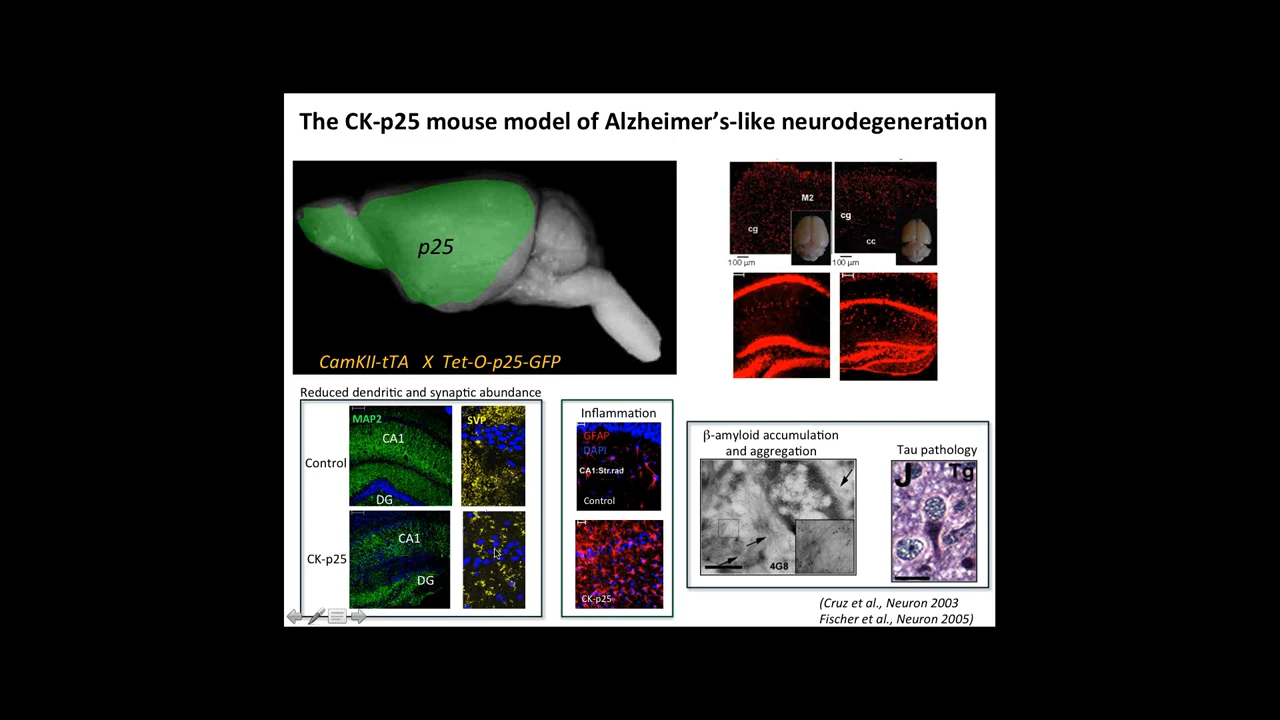 The CK-p25 mouse model of Alzheimer's-like neurodegeneration
p25
CamKII-tTA X Tet-O-p25-GFP
M2
cg
100 µm
cg
cc
100 µm
Reduced dendritic and synaptic abundance
MAP2
SVP
CA1
Control
DG
CK-p25
CA1
DG
Inflammation
GFAP
DAPI
CA1:Str.rad
Control
CK-p25
β-amyloid accumulation
and aggregation
4G8
Tau pathology
J
Tg
(Cruz et al., Neuron 2003
Fischer et al., Neuron 2005)